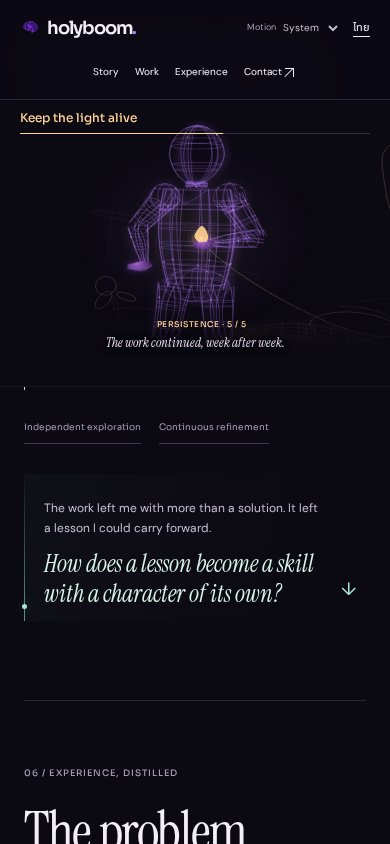 holyboom.
Motion System ไทย
Story Work Experience Contact
Keep the light alive
PERSISTENCE · 5 / 5
The work continued, week after week.
Independent exploration Continuous refinement
The work left me with more than a solution. It left
a lesson I could carry forward.
How does a lesson become a skill
with a character of its own?
06 / EXPERIENCE, DISTILLED
The problem